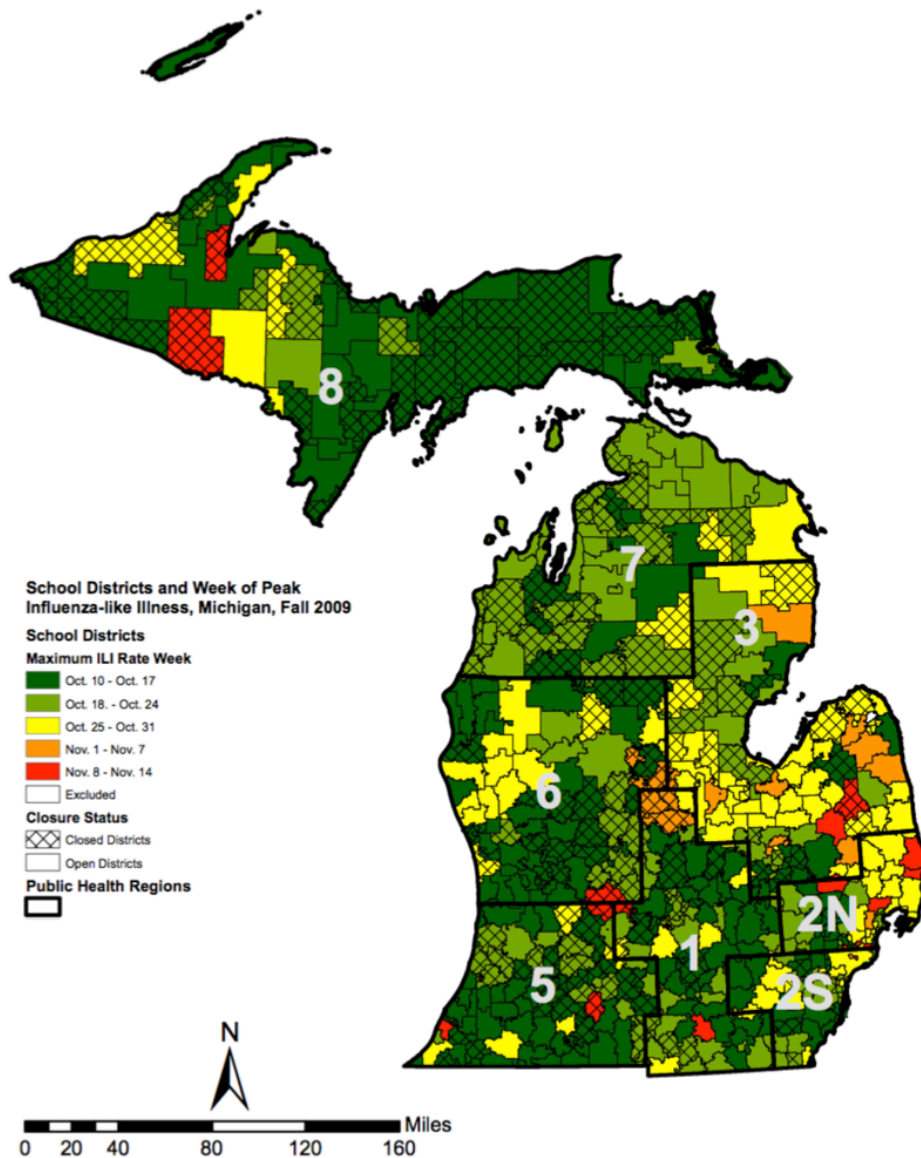 8
7
3
6
2N
1
5
2S
School Districts and Week of Peak
Influenza-like Illness, Michigan, Fall 2009
School Districts
Maximum ILI Rate Week
Oct. 10 - Oct. 17
Oct. 18. - Oct. 24
Oct. 25 - Oct. 31
Nov. 1 - Nov. 7
Nov. 8 - Nov. 14
Excluded
Closure Status
Closed Districts
Open Districts
Public Health Regions
N
Miles
0 20 40 80 120 160